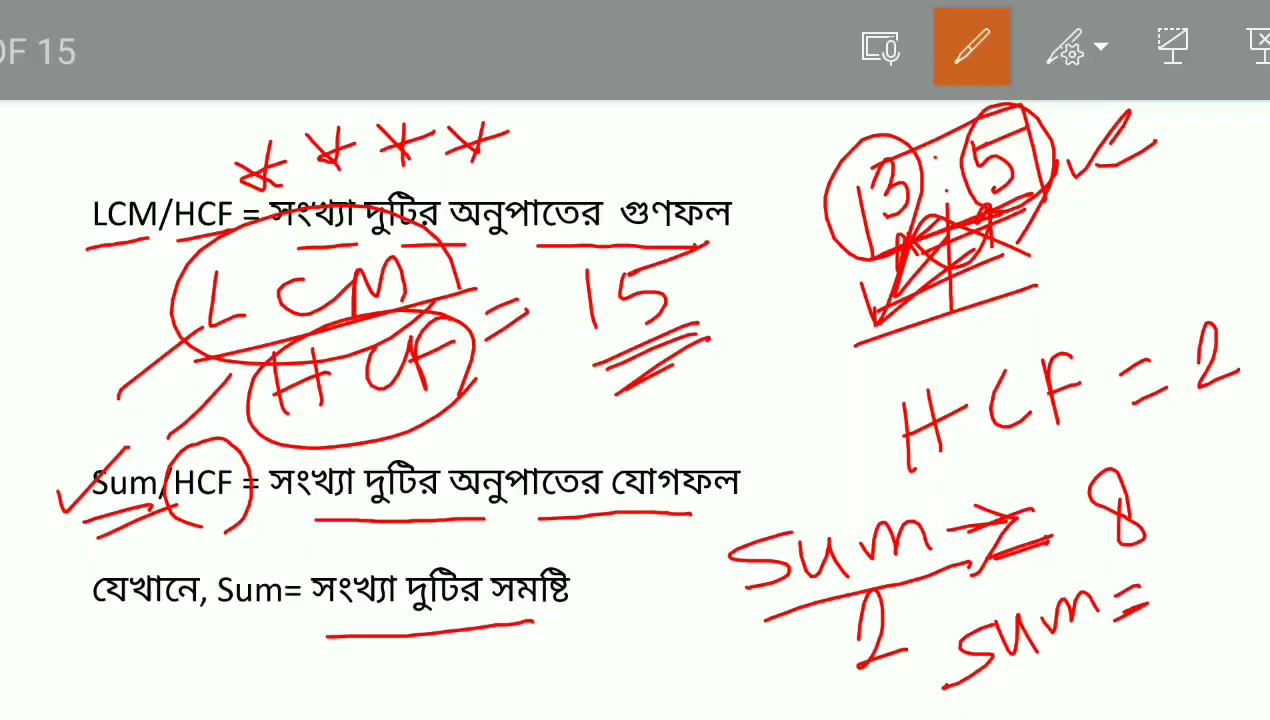 OF 15
3 : 5
LCM/HCF = সংখ্যা দুটির অনুপাতের গুণফল
LCM
HCF
= 15
HCF = 2
Sum/HCF = সংখ্যা দুটির অনুপাতের যোগফল
Sum
2
= 8
Sum =
যেখানে, Sum= সংখ্যা দুটির সমষ্টি